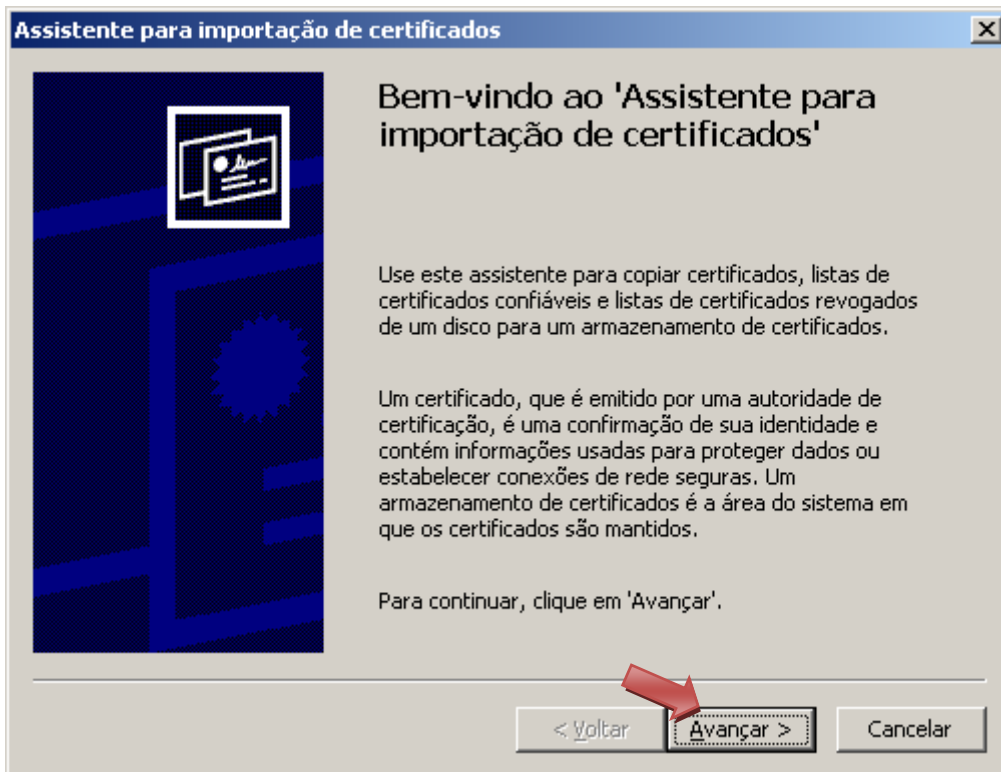 Assistente para importação de certificados
Bem-vindo ao 'Assistente para
importação de certificados'
Use este assistente para copiar certificados, listas de
certificados confiáveis e listas de certificados revogados
de um disco para um armazenamento de certificados.
Um certificado, que é emitido por uma autoridade de
certificação, é uma confirmação de sua identidade e
contém informações usadas para proteger dados ou
estabelecer conexões de rede seguras. Um
armazenamento de certificados é a área do sistema em
que os certificados são mantidos.
Para continuar, clique em 'Avançar'.
< Voltar Avançar > Cancelar